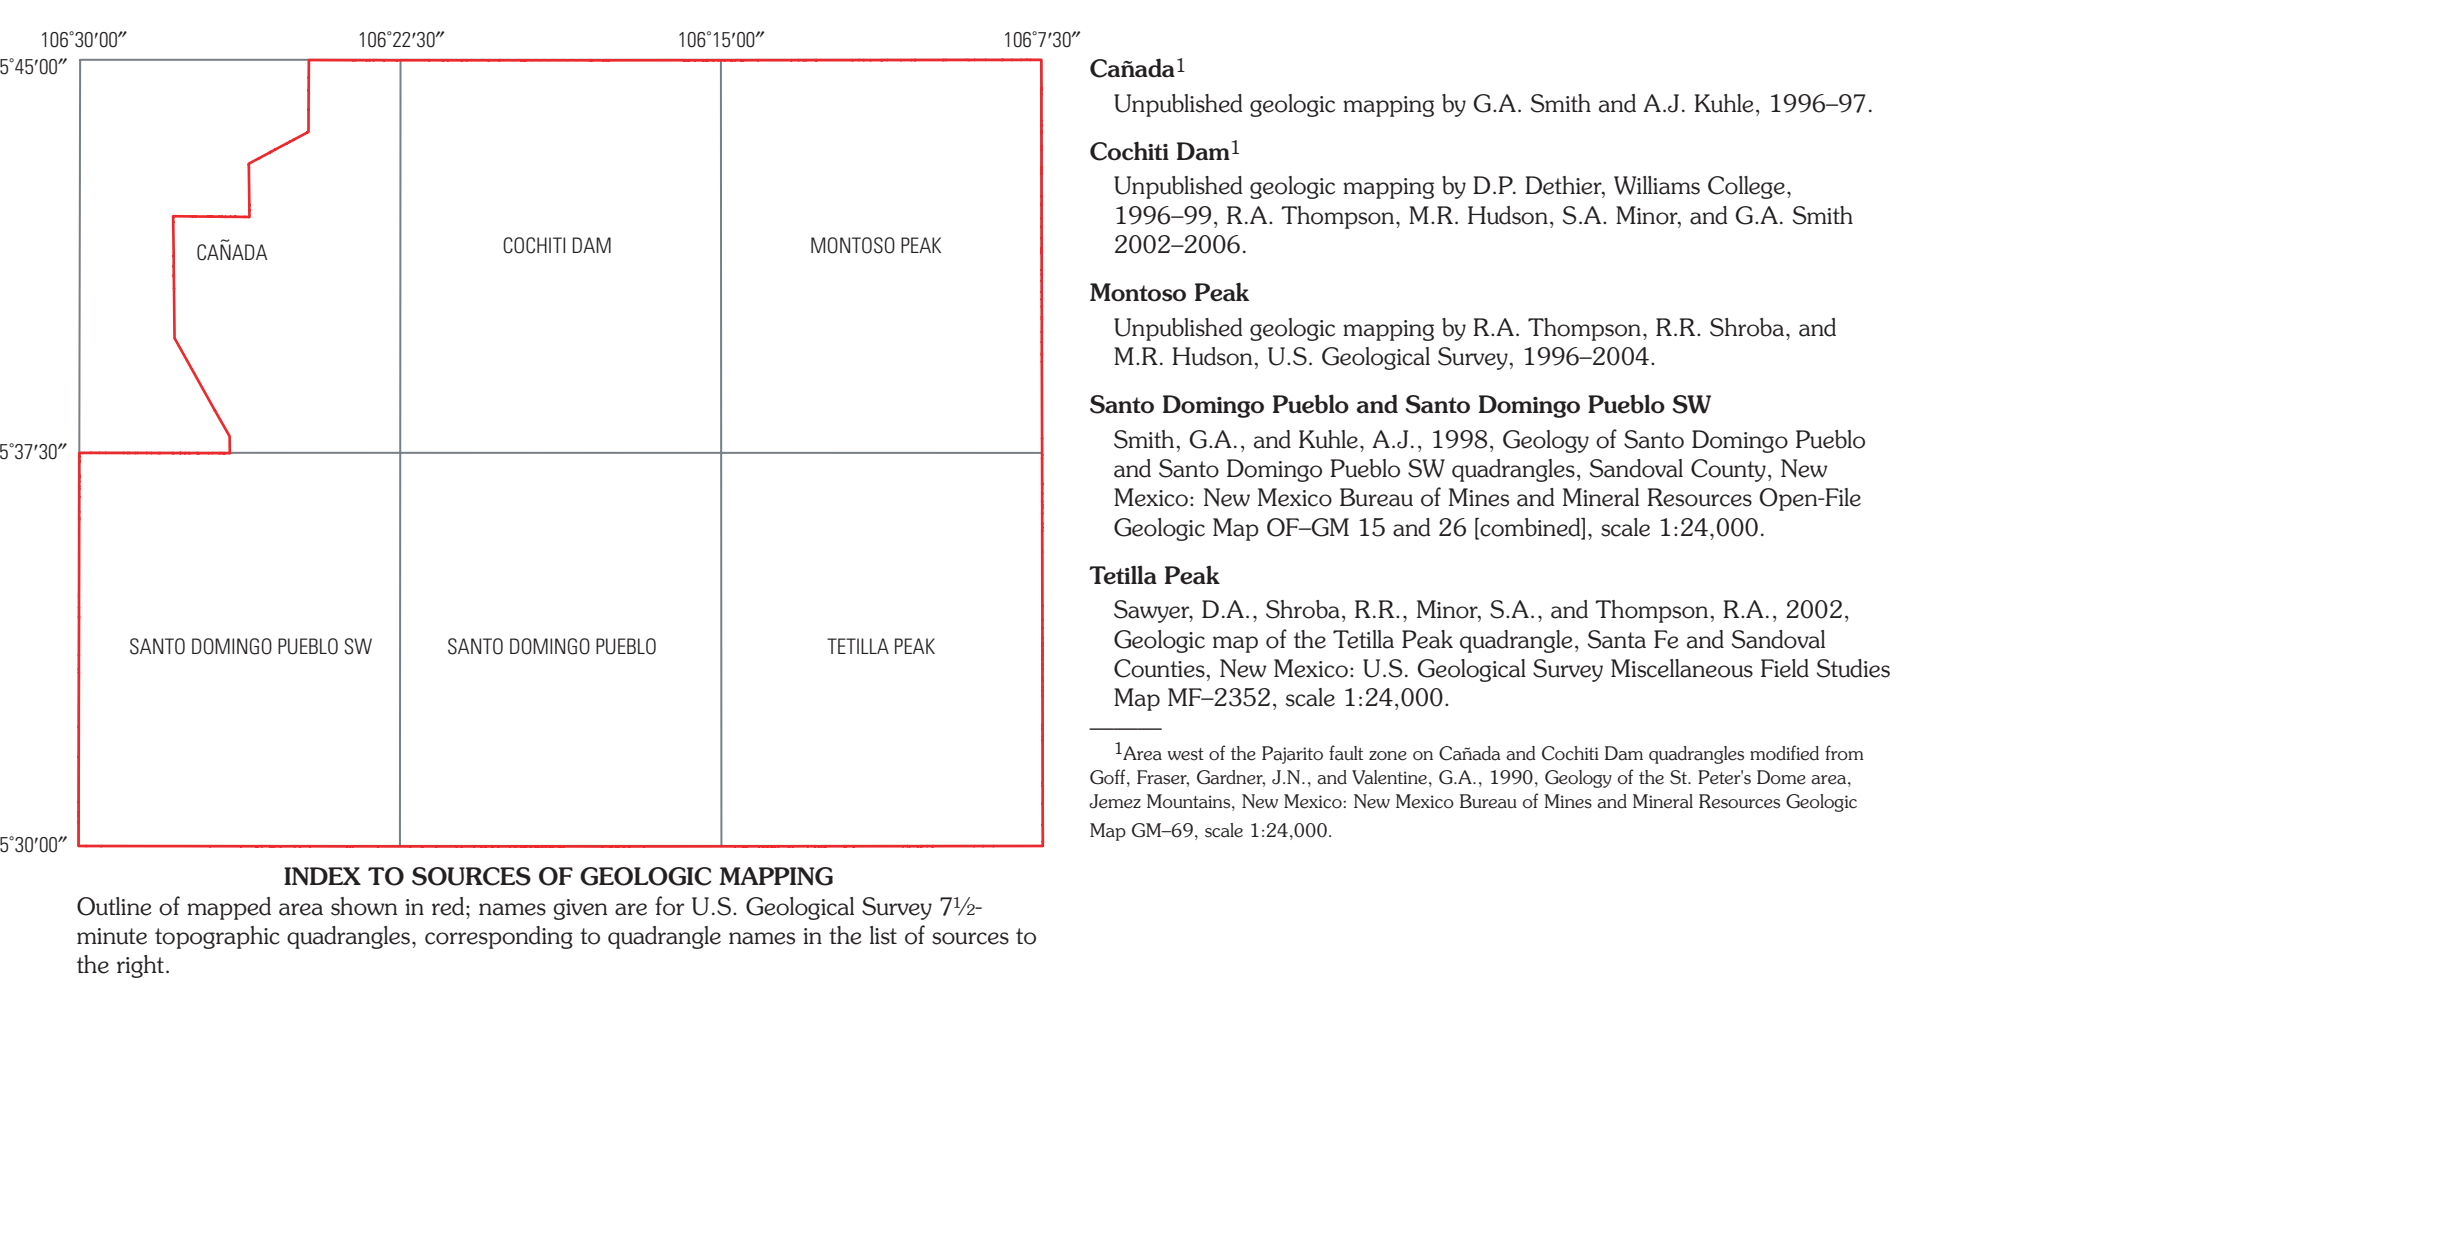 106°30′00″ 106°22′30″ 106°15′00″ 106°7′30″
5°45′00″
CAÑADA
COCHITI DAM
MONTOSO PEAK
5°37′30″
SANTO DOMINGO PUEBLO SW
SANTO DOMINGO PUEBLO
TETILLA PEAK
5°30′00″
INDEX TO SOURCES OF GEOLOGIC MAPPING
Outline of mapped area shown in red; names given are for U.S. Geological Survey 7½-
minute topographic quadrangles, corresponding to quadrangle names in the list of sources to
the right.
Cañada1
Unpublished geologic mapping by G.A. Smith and A.J. Kuhle, 1996–97.
Cochiti Dam1
Unpublished geologic mapping by D.P. Dethier, Williams College,
1996–99, R.A. Thompson, M.R. Hudson, S.A. Minor, and G.A. Smith
2002–2006.
Montoso Peak
Unpublished geologic mapping by R.A. Thompson, R.R. Shroba, and
M.R. Hudson, U.S. Geological Survey, 1996–2004.
Santo Domingo Pueblo and Santo Domingo Pueblo SW
Smith, G.A., and Kuhle, A.J., 1998, Geology of Santo Domingo Pueblo
and Santo Domingo Pueblo SW quadrangles, Sandoval County, New
Mexico: New Mexico Bureau of Mines and Mineral Resources Open-File
Geologic Map OF–GM 15 and 26 [combined], scale 1:24,000.
Tetilla Peak
Sawyer, D.A., Shroba, R.R., Minor, S.A., and Thompson, R.A., 2002,
Geologic map of the Tetilla Peak quadrangle, Santa Fe and Sandoval
Counties, New Mexico: U.S. Geological Survey Miscellaneous Field Studies
Map MF–2352, scale 1:24,000.
1Area west of the Pajarito fault zone on Cañada and Cochiti Dam quadrangles modified from
Goff, Fraser, Gardner, J.N., and Valentine, G.A., 1990, Geology of the St. Peter's Dome area,
Jemez Mountains, New Mexico: New Mexico Bureau of Mines and Mineral Resources Geologic
Map GM–69, scale 1:24,000.